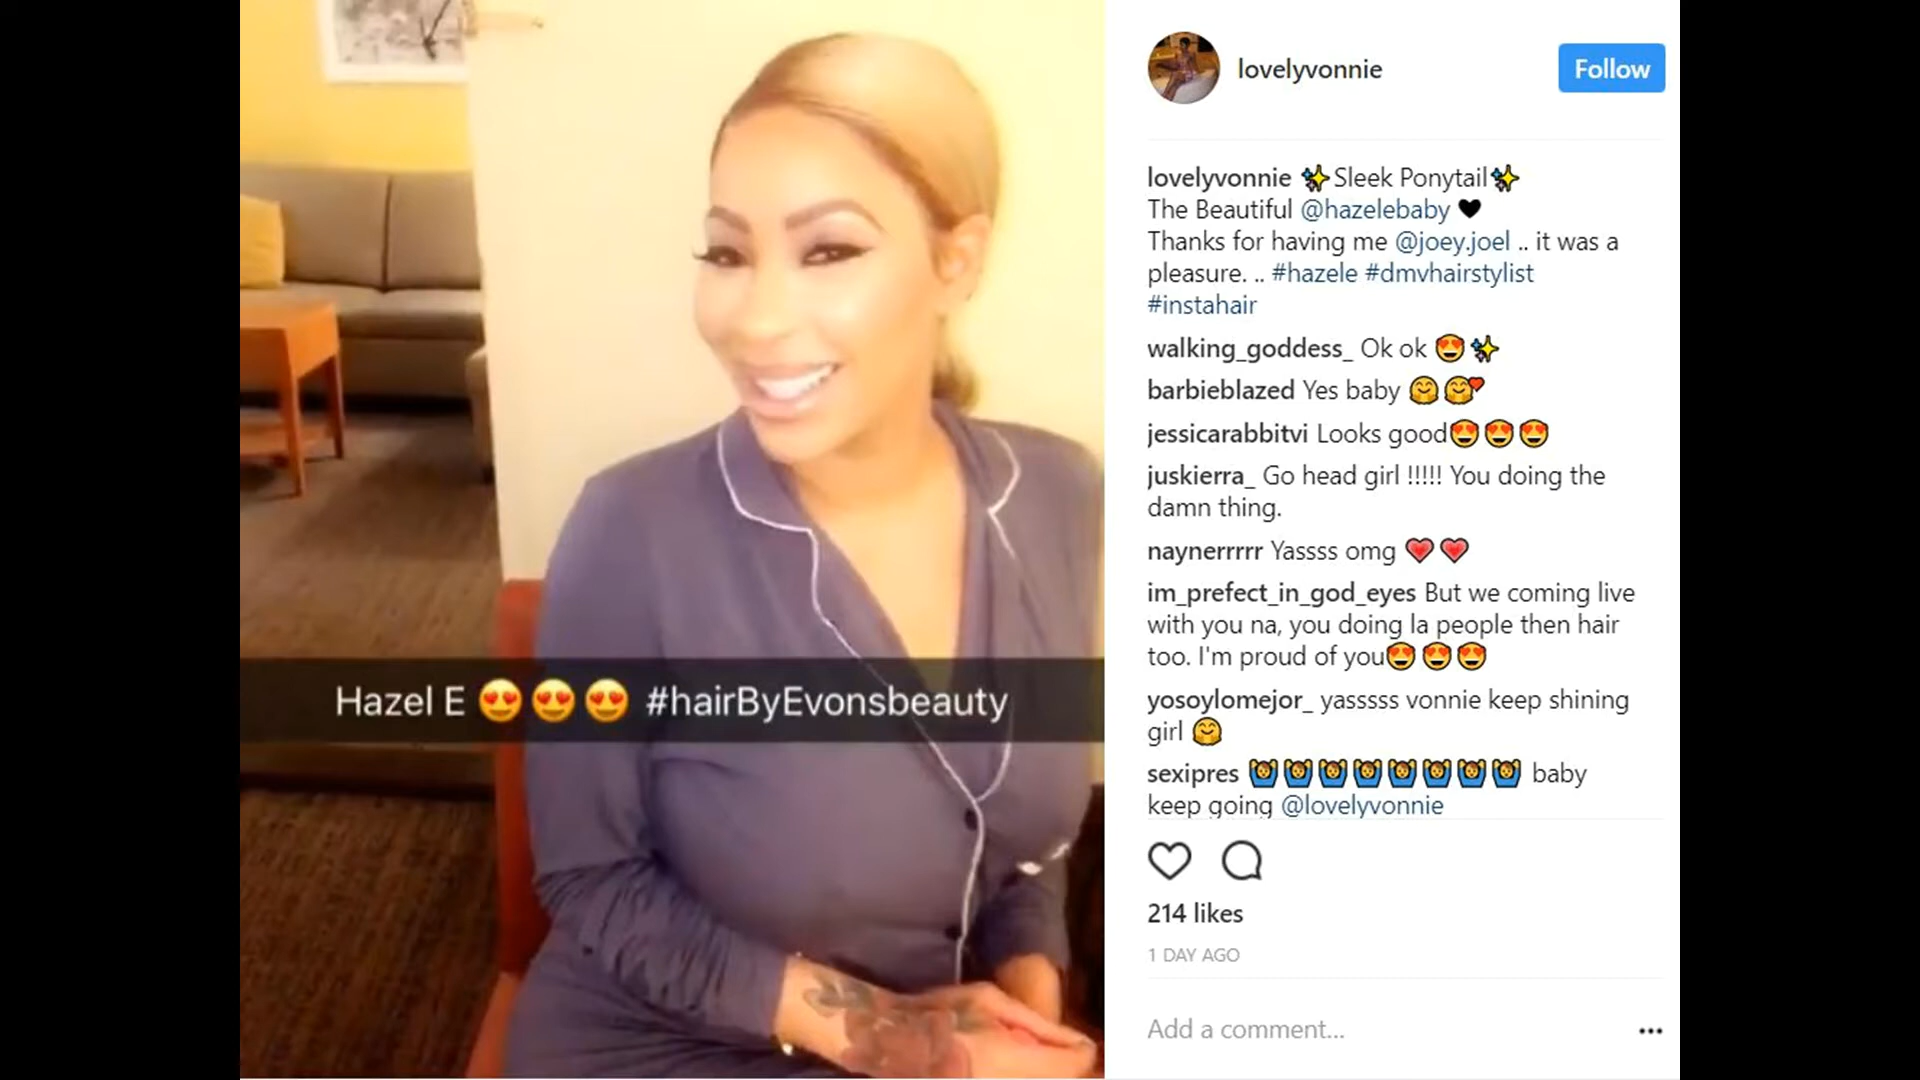 Hazel E 😍 😍 😍 #hairByEvonsbeauty
lovelyvonnie
Follow
lovelyvonnie ✨Sleek Ponytail✨
The Beautiful @hazelebaby 🖤
Thanks for having me @joey.joel .. it was a
pleasure. .. #hazele #dmvhairstylist
#instahair
walking_goddess_ Ok ok 😍✨
barbieblazed Yes baby 🤗🤗❣
jessicarabbitvi Looks good😍😍😍
juskierra_ Go head girl !!!!! You doing the
damn thing.
naynerrrrr Yassss omg 💗💗
im_prefect_in_god_eyes But we coming live
with you na, you doing la people then hair
too. I'm proud of you😍😍😍
yosoylomejor_ yasssss vonnie keep shining
girl 🤗
sexipres 🙆🙆🙆🙆🙆🙆🙆🙆 baby
keep going @lovelyvonnie
214 likes
1 DAY AGO
Add a comment...